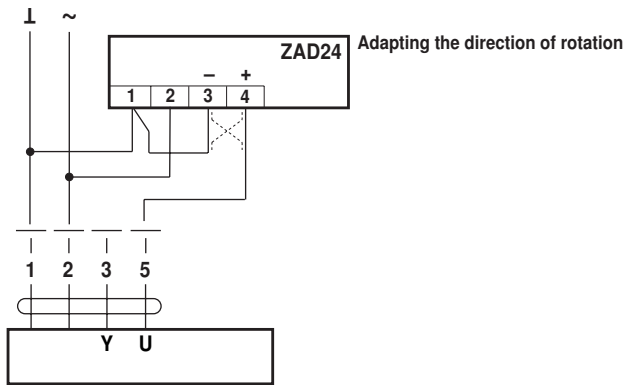 ⊥ ~
ZAD24 Adapting the direction of rotation
– +
1 2 3 4
1 2 3 5
Y U